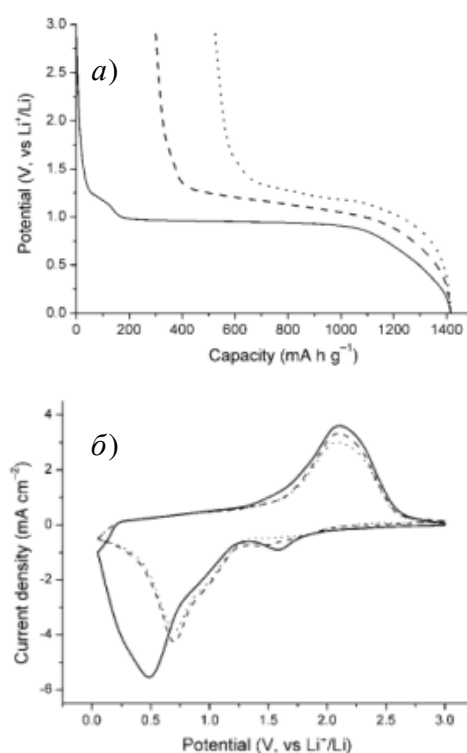 а)
Potential (V, vs Li⁺/Li)
3.0
2.5
2.0
1.5
1.0
0.5
0.0
0 200 400 600 800 1000 1200 1400
Capacity (mA h g⁻¹)
б)
Current density (mA cm⁻²)
4
2
0
-2
-4
-6
0.0 0.5 1.0 1.5 2.0 2.5 3.0
Potential (V, vs Li⁺/Li)